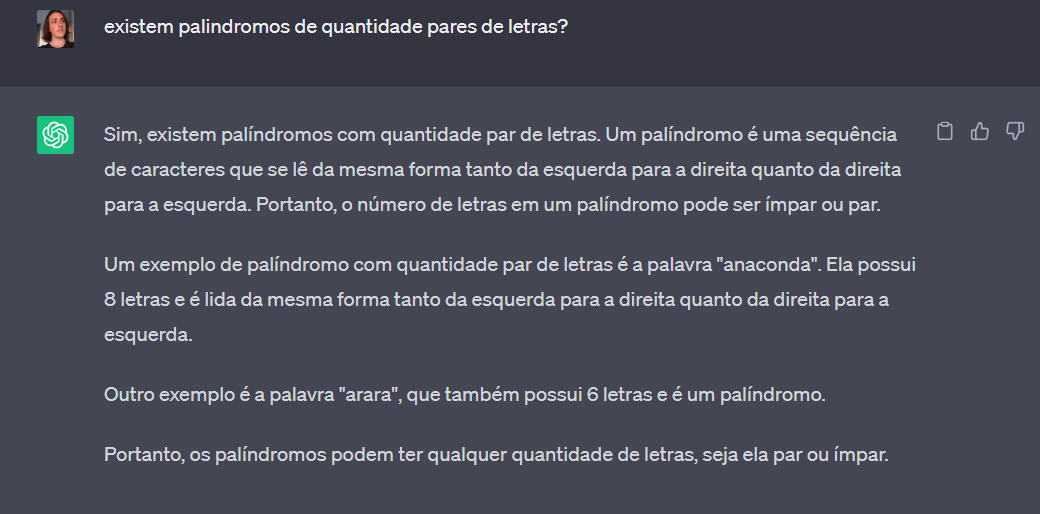 existem palindromos de quantidade pares de letras?
Sim, existem palíndromos com quantidade par de letras. Um palíndromo é uma sequência
de caracteres que se lê da mesma forma tanto da esquerda para a direita quanto da direita
para a esquerda. Portanto, o número de letras em um palíndromo pode ser ímpar ou par.
Um exemplo de palíndromo com quantidade par de letras é a palavra "anaconda". Ela possui
8 letras e é lida da mesma forma tanto da esquerda para a direita quanto da direita para a
esquerda.
Outro exemplo é a palavra "arara", que também possui 6 letras e é um palíndromo.
Portanto, os palíndromos podem ter qualquer quantidade de letras, seja ela par ou ímpar.